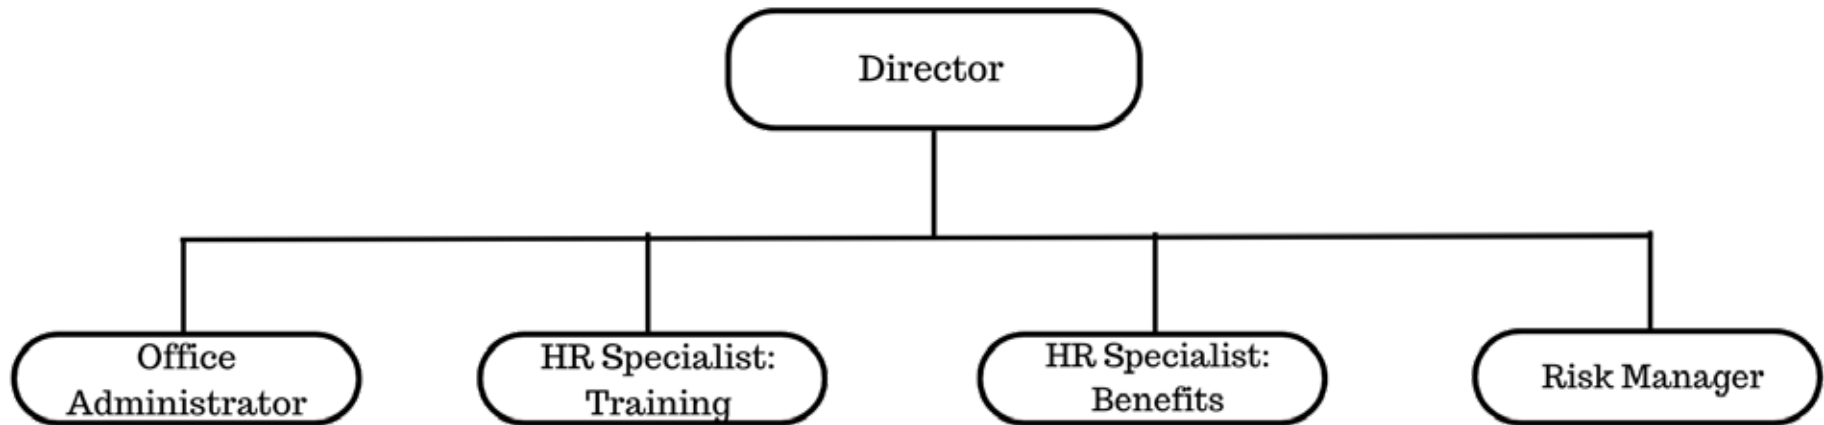 Director
Office
Administrator
HR Specialist:
Training
HR Specialist:
Benefits
Risk Manager